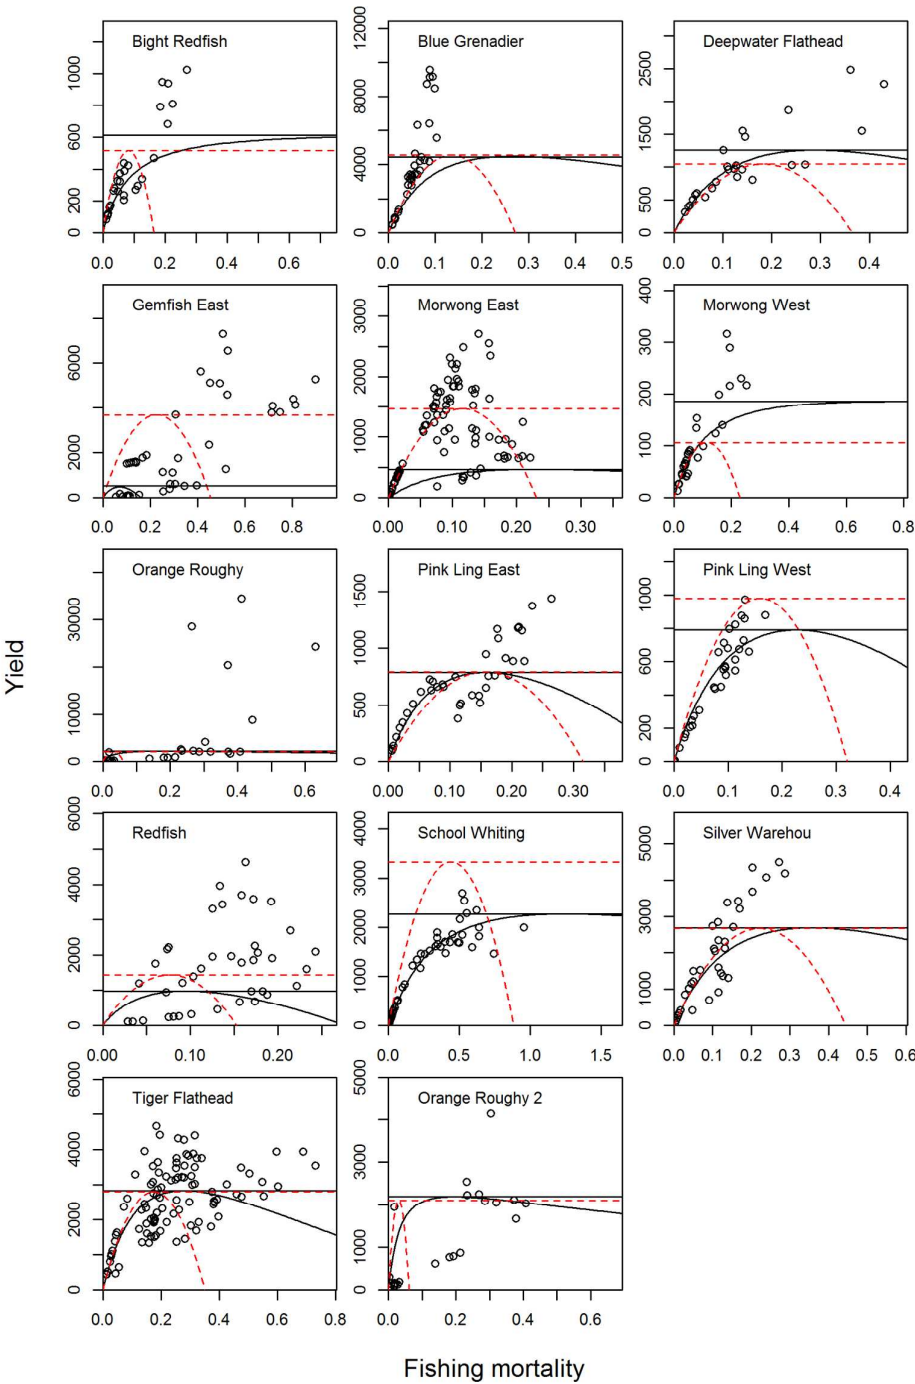 Bight Redfish
0 200 600 1000
0.0 0.2 0.4 0.6
Blue Grenadier
0 4000 8000 12000
0.0 0.1 0.2 0.3 0.4 0.5
Deepwater Flathead
0 500 1500 2500
0.0 0.1 0.2 0.3 0.4
Gemfish East
0 2000 6000
0.0 0.2 0.4 0.6 0.8
Morwong East
0 1000 2000 3000
0.00 0.10 0.20 0.30
Morwong West
0 100 200 300 400
0.0 0.2 0.4 0.6 0.8
Yield
Orange Roughy
0 10000 30000
0.0 0.2 0.4 0.6
Pink Ling East
0 500 1000 1500
0.00 0.10 0.20 0.30
Pink Ling West
0 200 600 1000
0.0 0.1 0.2 0.3 0.4
Redfish
0 2000 4000 6000
0.00 0.10 0.20
School Whiting
0 1000 2000 3000 4000
0.0 0.5 1.0 1.5
Silver Warehou
0 1000 3000 5000
0.0 0.1 0.2 0.3 0.4 0.5 0.6
Tiger Flathead
0 2000 4000 6000
0.0 0.2 0.4 0.6 0.8
Orange Roughy 2
0 1000 3000 5000
0.0 0.2 0.4 0.6
Fishing mortality